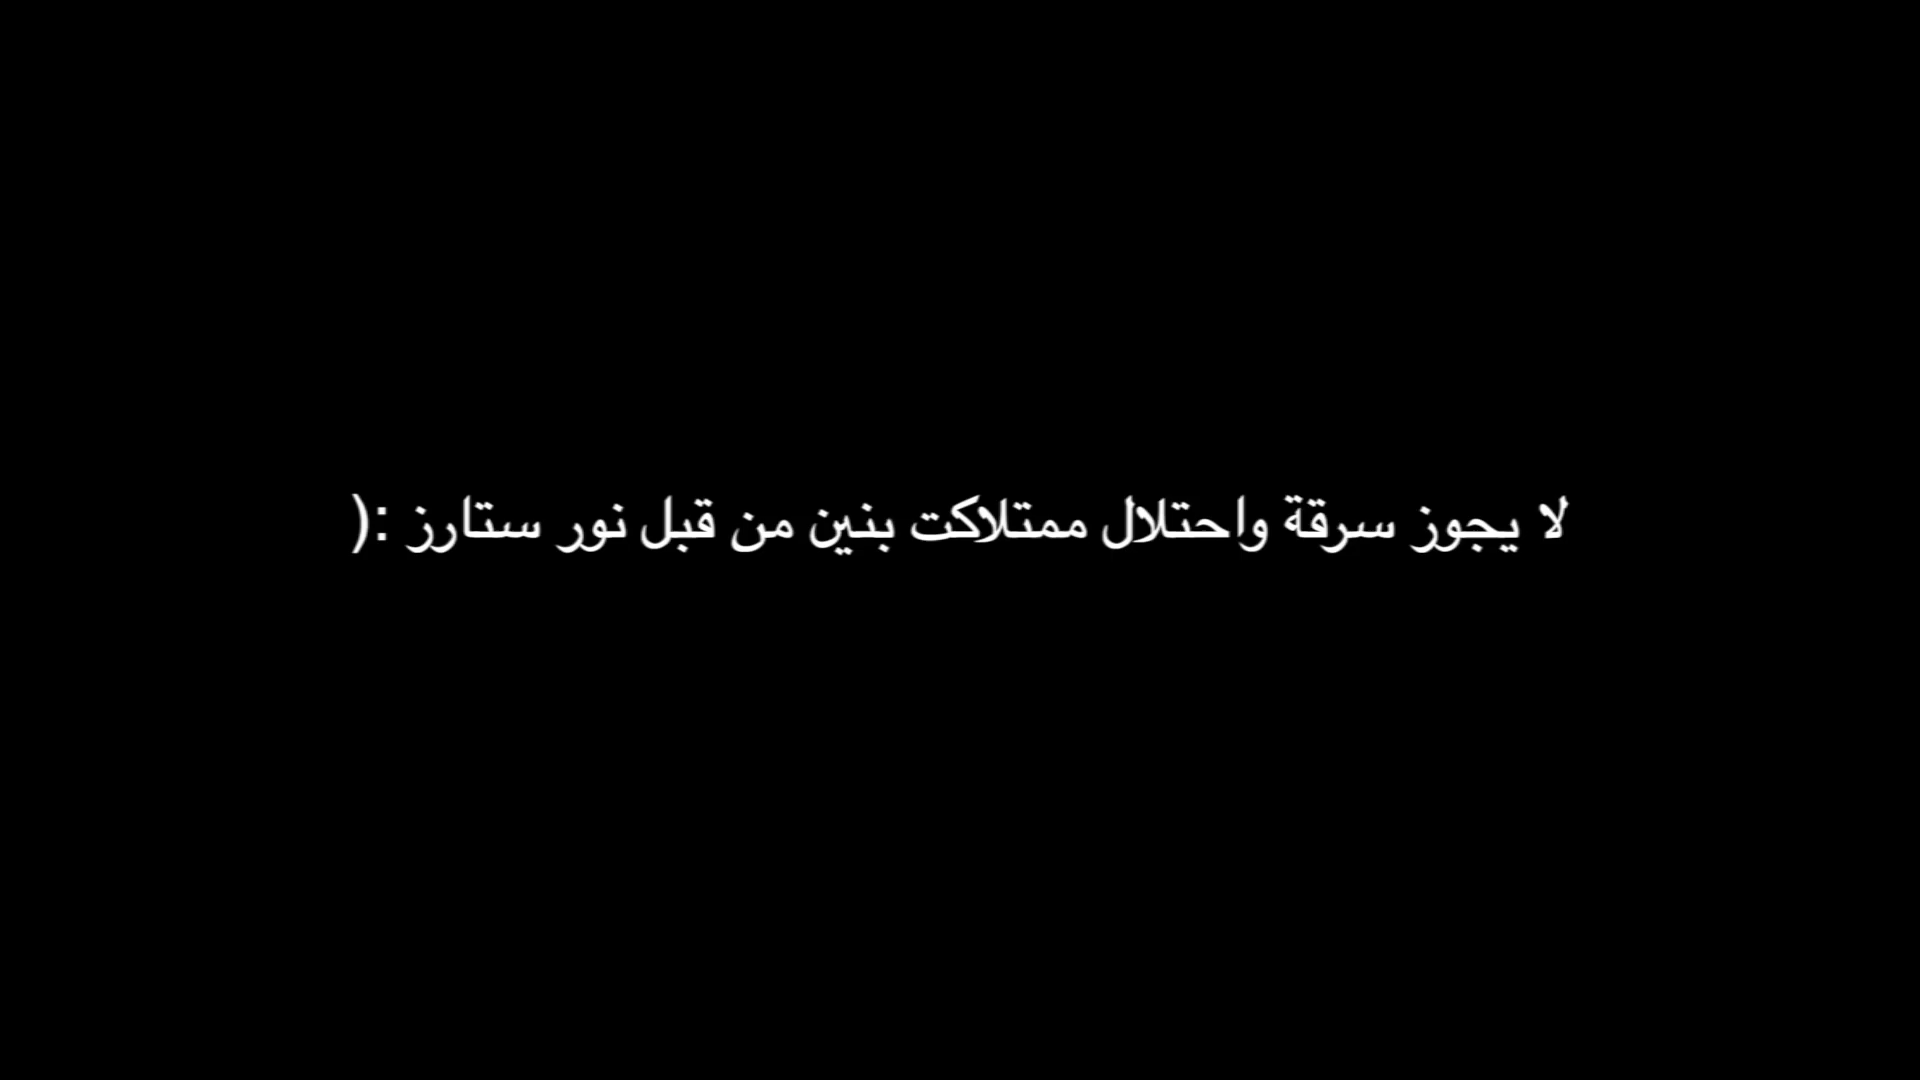 لا يجوز سرقة واحتلال ممتلاكت بنين من قبل نور ستارز :(